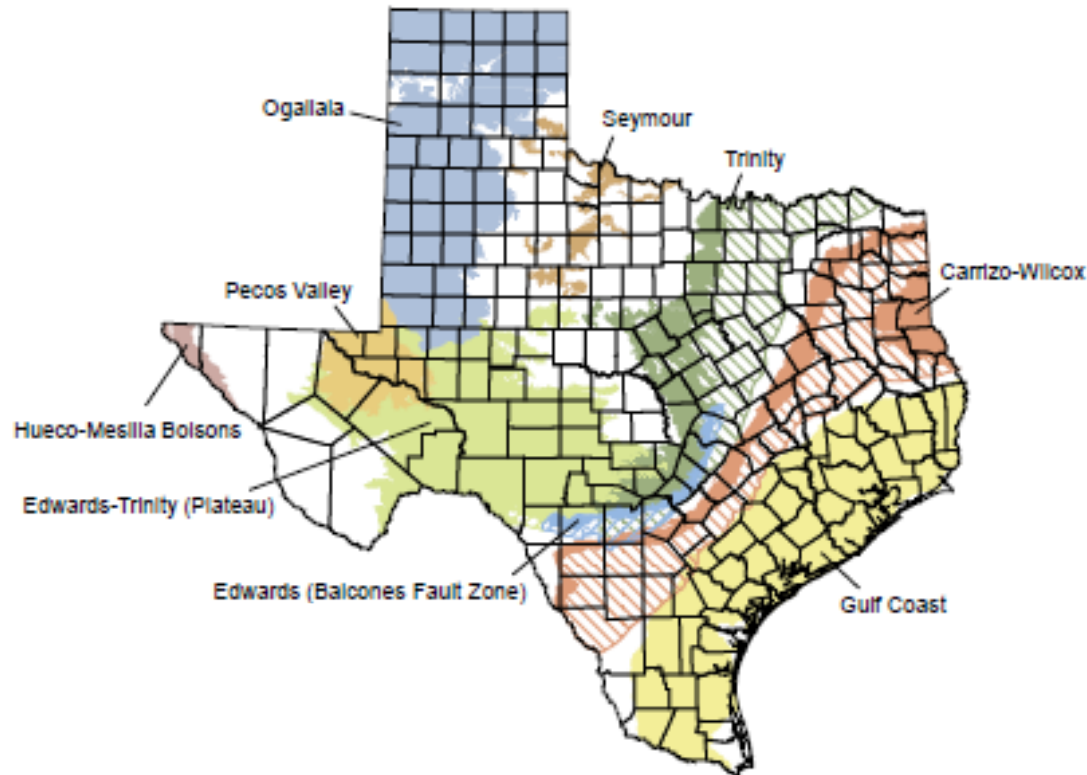 Ogallala
Seymour
Trinity
Carrizo-Wilcox
Pecos Valley
Hueco-Mesilla Bolsons
Edwards-Trinity (Plateau)
Edwards (Balcones Fault Zone)
Gulf Coast